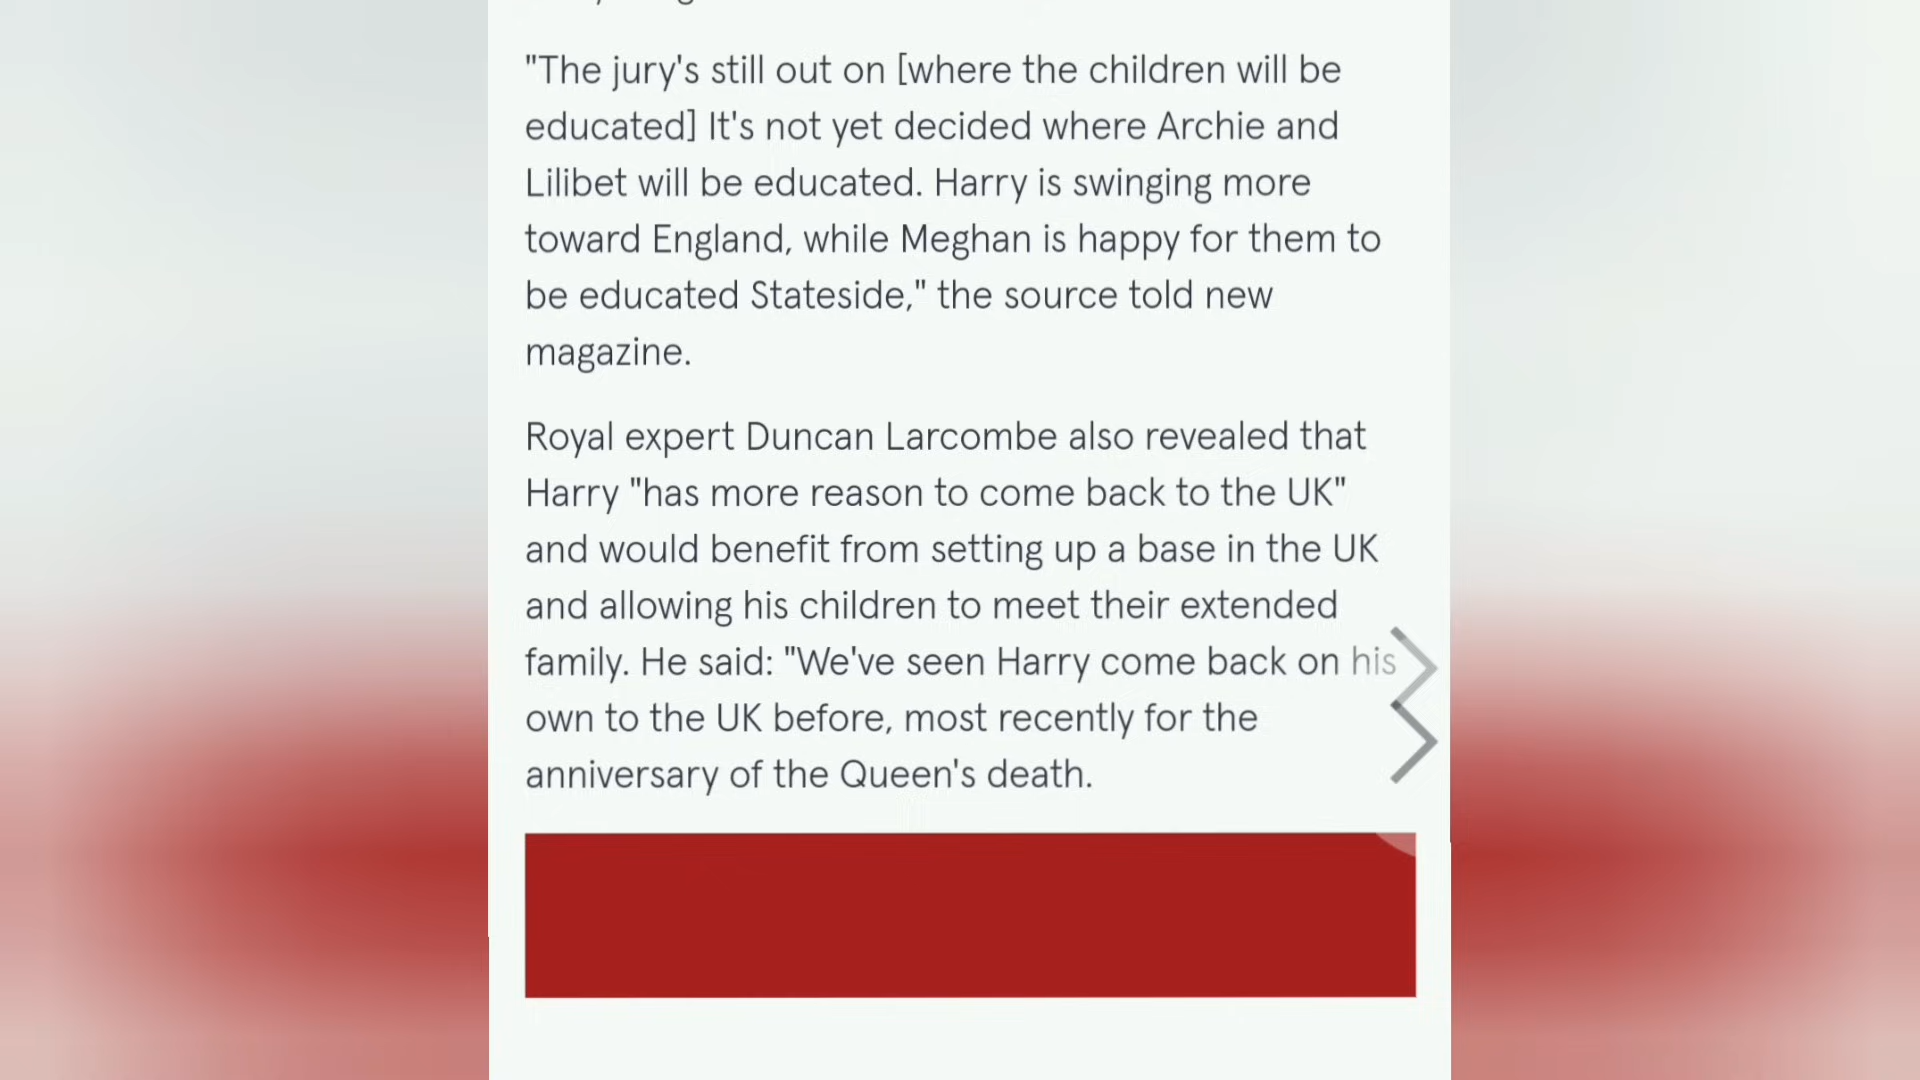 "The jury's still out on [where the children will be
educated] It's not yet decided where Archie and
Lilibet will be educated. Harry is swinging more
toward England, while Meghan is happy for them to
be educated Stateside," the source told new
magazine.
Royal expert Duncan Larcombe also revealed that
Harry "has more reason to come back to the UK"
and would benefit from setting up a base in the UK
and allowing his children to meet their extended
family. He said: "We've seen Harry come back on his
own to the UK before, most recently for the
anniversary of the Queen's death.